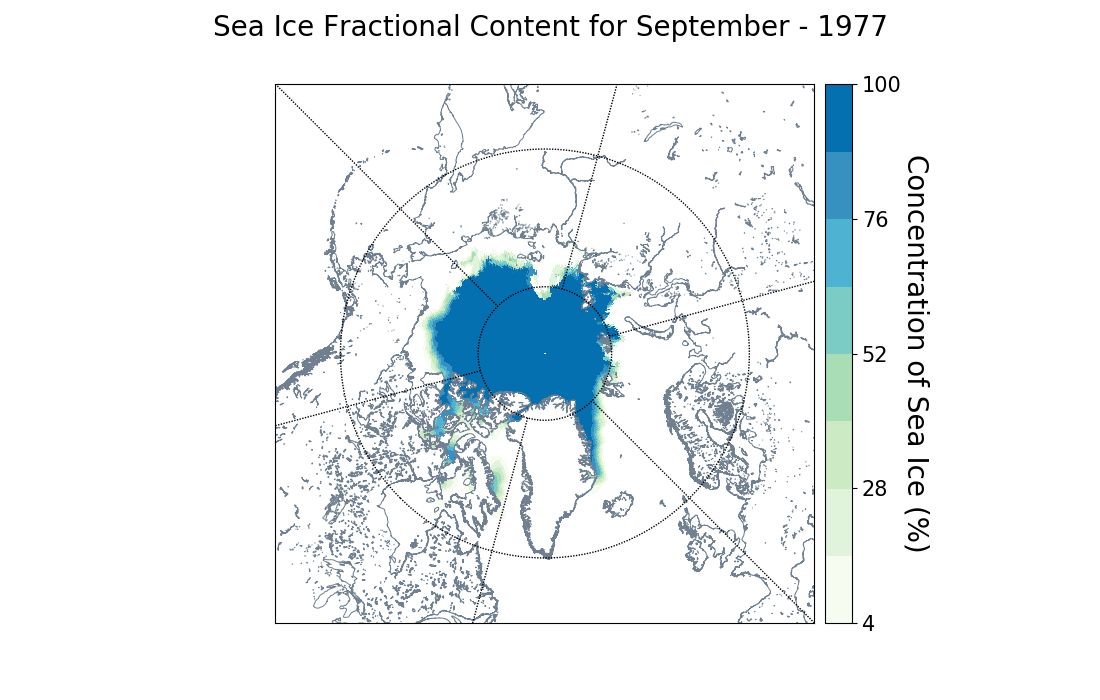 Sea Ice Fractional Content for September - 1977
100
76
52
28
4
Concentration of Sea Ice (%)